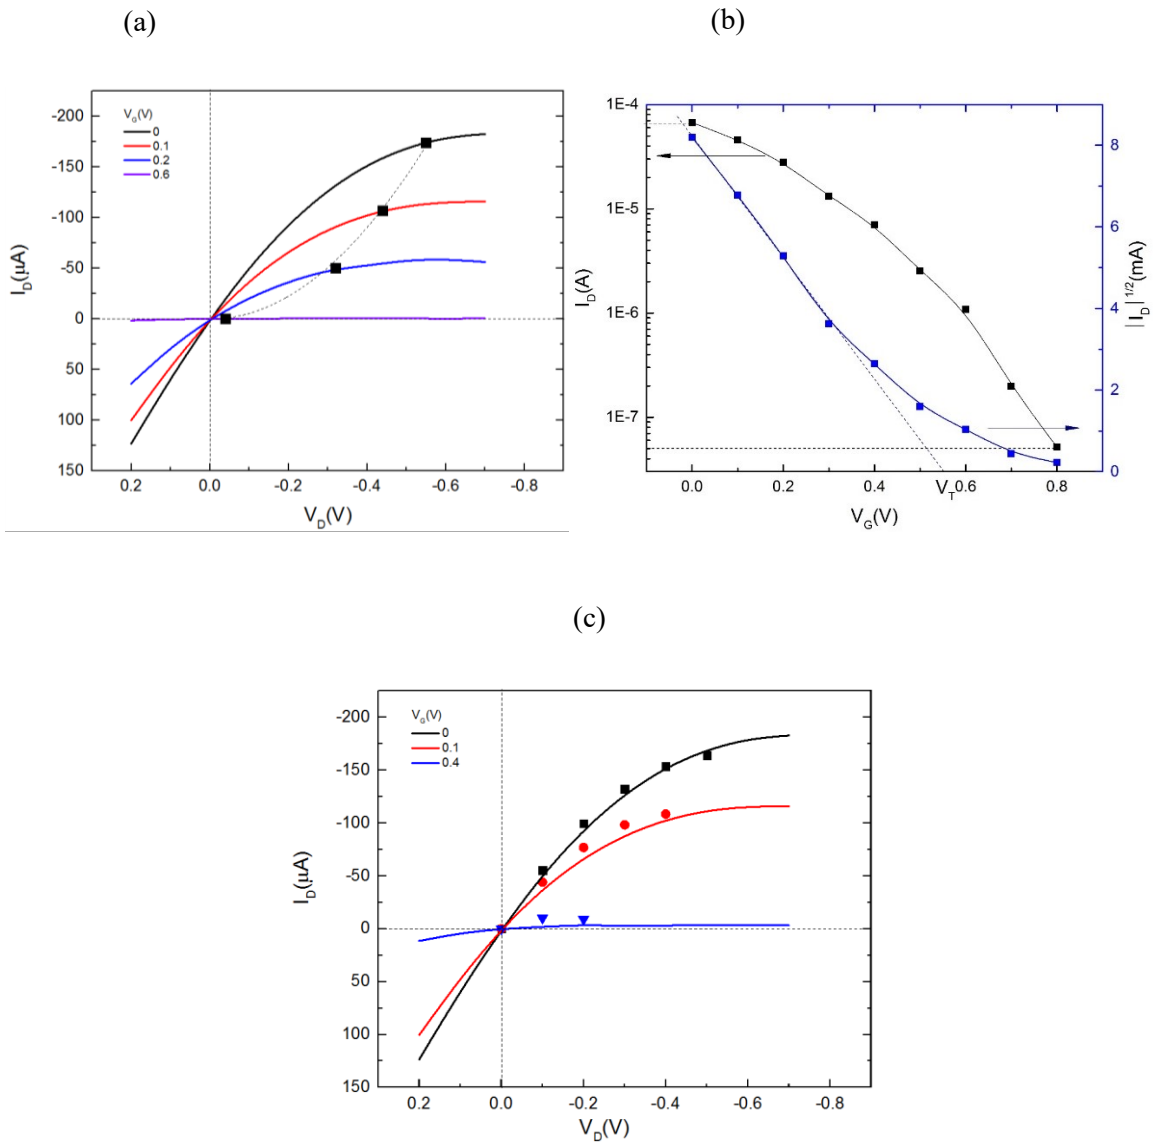 (a)
(b)
V_G(V)
0
0.1
0.2
0.6
-200
-150
-100
-50
0
50
100
150
I_D(µA)
0.2 0.0 -0.2 -0.4 -0.6 -0.8
V_D(V)
1E-4
1E-5
1E-6
1E-7
I_D(A)
8
6
4
2
0
|I_D|^1/2(mA)
0.0 0.2 0.4 V_T 0.6 0.8
V_G(V)
(c)
V_G(V)
0
0.1
0.4
-200
-150
-100
-50
0
50
100
150
I_D(µA)
0.2 0.0 -0.2 -0.4 -0.6 -0.8
V_D(V)